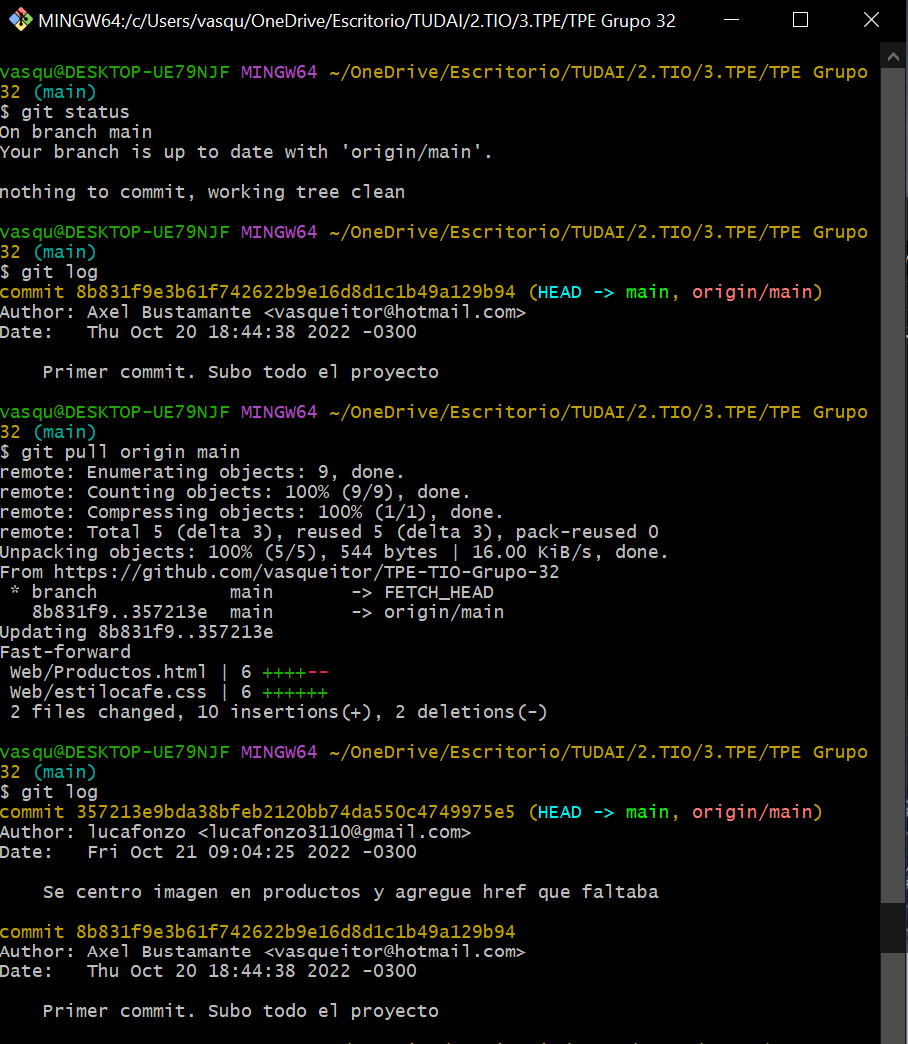 MINGW64:/c/Users/vasqu/OneDrive/Escritorio/TUDAI/2.TIO/3.TPE/TPE Grupo 32
vasqu@DESKTOP-UE79NJF MINGW64 ~/OneDrive/Escritorio/TUDAI/2.TIO/3.TPE/TPE Grupo
32 (main)
$ git status
On branch main
Your branch is up to date with 'origin/main'.
nothing to commit, working tree clean
vasqu@DESKTOP-UE79NJF MINGW64 ~/OneDrive/Escritorio/TUDAI/2.TIO/3.TPE/TPE Grupo
32 (main)
$ git log
commit 8b831f9e3b61f742622b9e16d8d1c1b49a129b94 (HEAD -> main, origin/main)
Author: Axel Bustamante <vasqueitor@hotmail.com>
Date:   Thu Oct 20 18:44:38 2022 -0300
    Primer commit. Subo todo el proyecto
vasqu@DESKTOP-UE79NJF MINGW64 ~/OneDrive/Escritorio/TUDAI/2.TIO/3.TPE/TPE Grupo
32 (main)
$ git pull origin main
remote: Enumerating objects: 9, done.
remote: Counting objects: 100% (9/9), done.
remote: Compressing objects: 100% (1/1), done.
remote: Total 5 (delta 3), reused 5 (delta 3), pack-reused 0
Unpacking objects: 100% (5/5), 544 bytes | 16.00 KiB/s, done.
From https://github.com/vasqueitor/TPE-TIO-Grupo-32
 * branch            main       -> FETCH_HEAD
   8b831f9..357213e  main       -> origin/main
Updating 8b831f9..357213e
Fast-forward
 Web/Productos.html | 6 ++++--
 Web/estilocafe.css | 6 ++++++
 2 files changed, 10 insertions(+), 2 deletions(-)
vasqu@DESKTOP-UE79NJF MINGW64 ~/OneDrive/Escritorio/TUDAI/2.TIO/3.TPE/TPE Grupo
32 (main)
$ git log
commit 357213e9bda38bfeb2120bb74da550c4749975e5 (HEAD -> main, origin/main)
Author: lucafonzo <lucafonzo3110@gmail.com>
Date:   Fri Oct 21 09:04:25 2022 -0300
    Se centro imagen en productos y agregue href que faltaba
commit 8b831f9e3b61f742622b9e16d8d1c1b49a129b94
Author: Axel Bustamante <vasqueitor@hotmail.com>
Date:   Thu Oct 20 18:44:38 2022 -0300
    Primer commit. Subo todo el proyecto